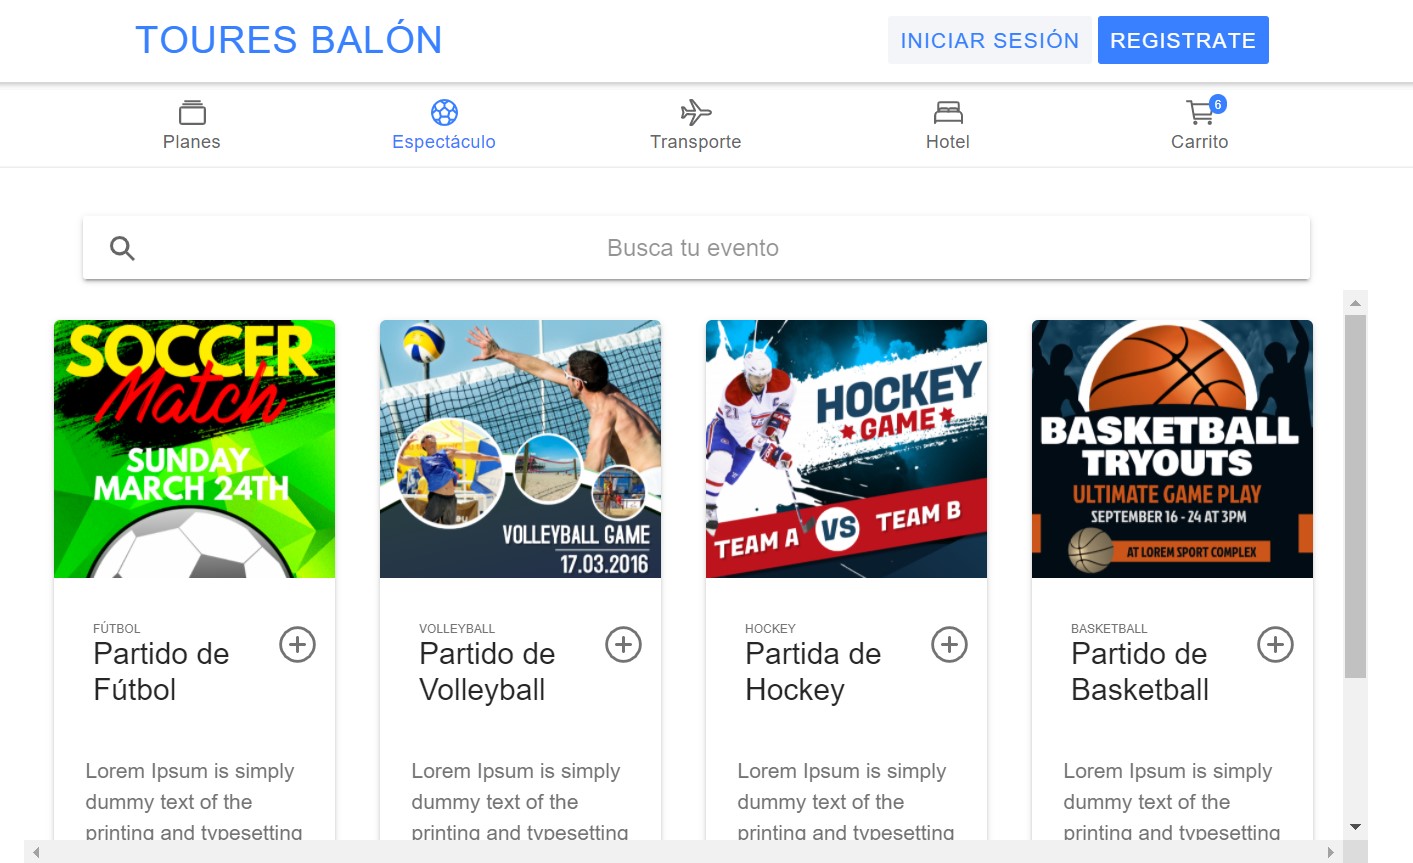 TOURES BALÓN
INICIAR SESIÓN
REGISTRATE
Planes
Espectáculo
Transporte
Hotel
6
Carrito
Busca tu evento
SOCCER
Match
SUNDAY
MARCH 24TH
FÚTBOL
Partido de
Fútbol
Lorem Ipsum is simply
dummy text of the
printing and typesetting
VOLLEYBALL GAME
17.03.2016
VOLLEYBALL
Partido de
Volleyball
Lorem Ipsum is simply
dummy text of the
printing and typesetting
HOCKEY
GAME
21
C
TEAM A VS TEAM B
HOCKEY
Partida de
Hockey
Lorem Ipsum is simply
dummy text of the
printing and typesetting
BASKETBALL
TRYOUTS
ULTIMATE GAME PLAY
SEPTEMBER 16 - 24 AT 3PM
AT LOREM SPORT COMPLEX
BASKETBALL
Partido de
Basketball
Lorem Ipsum is simply
dummy text of the
printing and typesetting